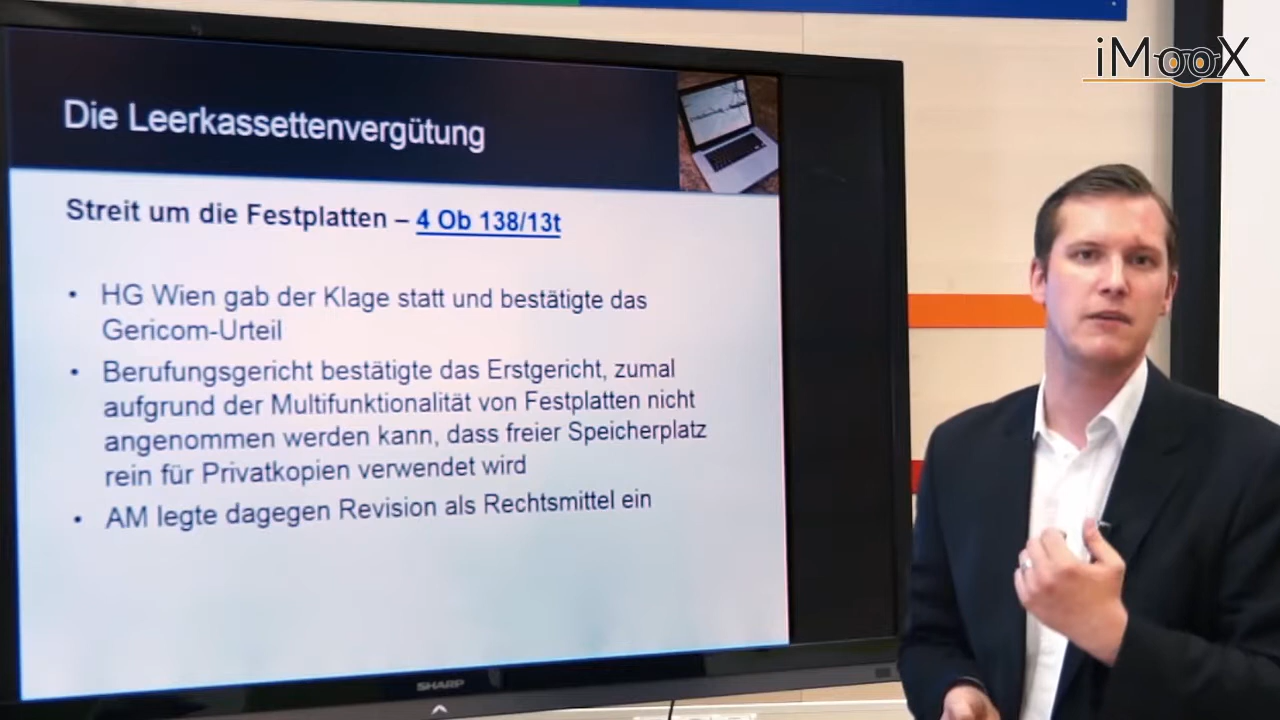 iMooX
Die Leerkassettenvergütung
Streit um die Festplatten – 4 Ob 138/13t
• HG Wien gab der Klage statt und bestätigte das
Gericom-Urteil
• Berufungsgericht bestätigte das Erstgericht, zumal
aufgrund der Multifunktionalität von Festplatten nicht
angenommen werden kann, dass freier Speicherplatz
rein für Privatkopien verwendet wird
• AM legte dagegen Revision als Rechtsmittel ein
SHARP